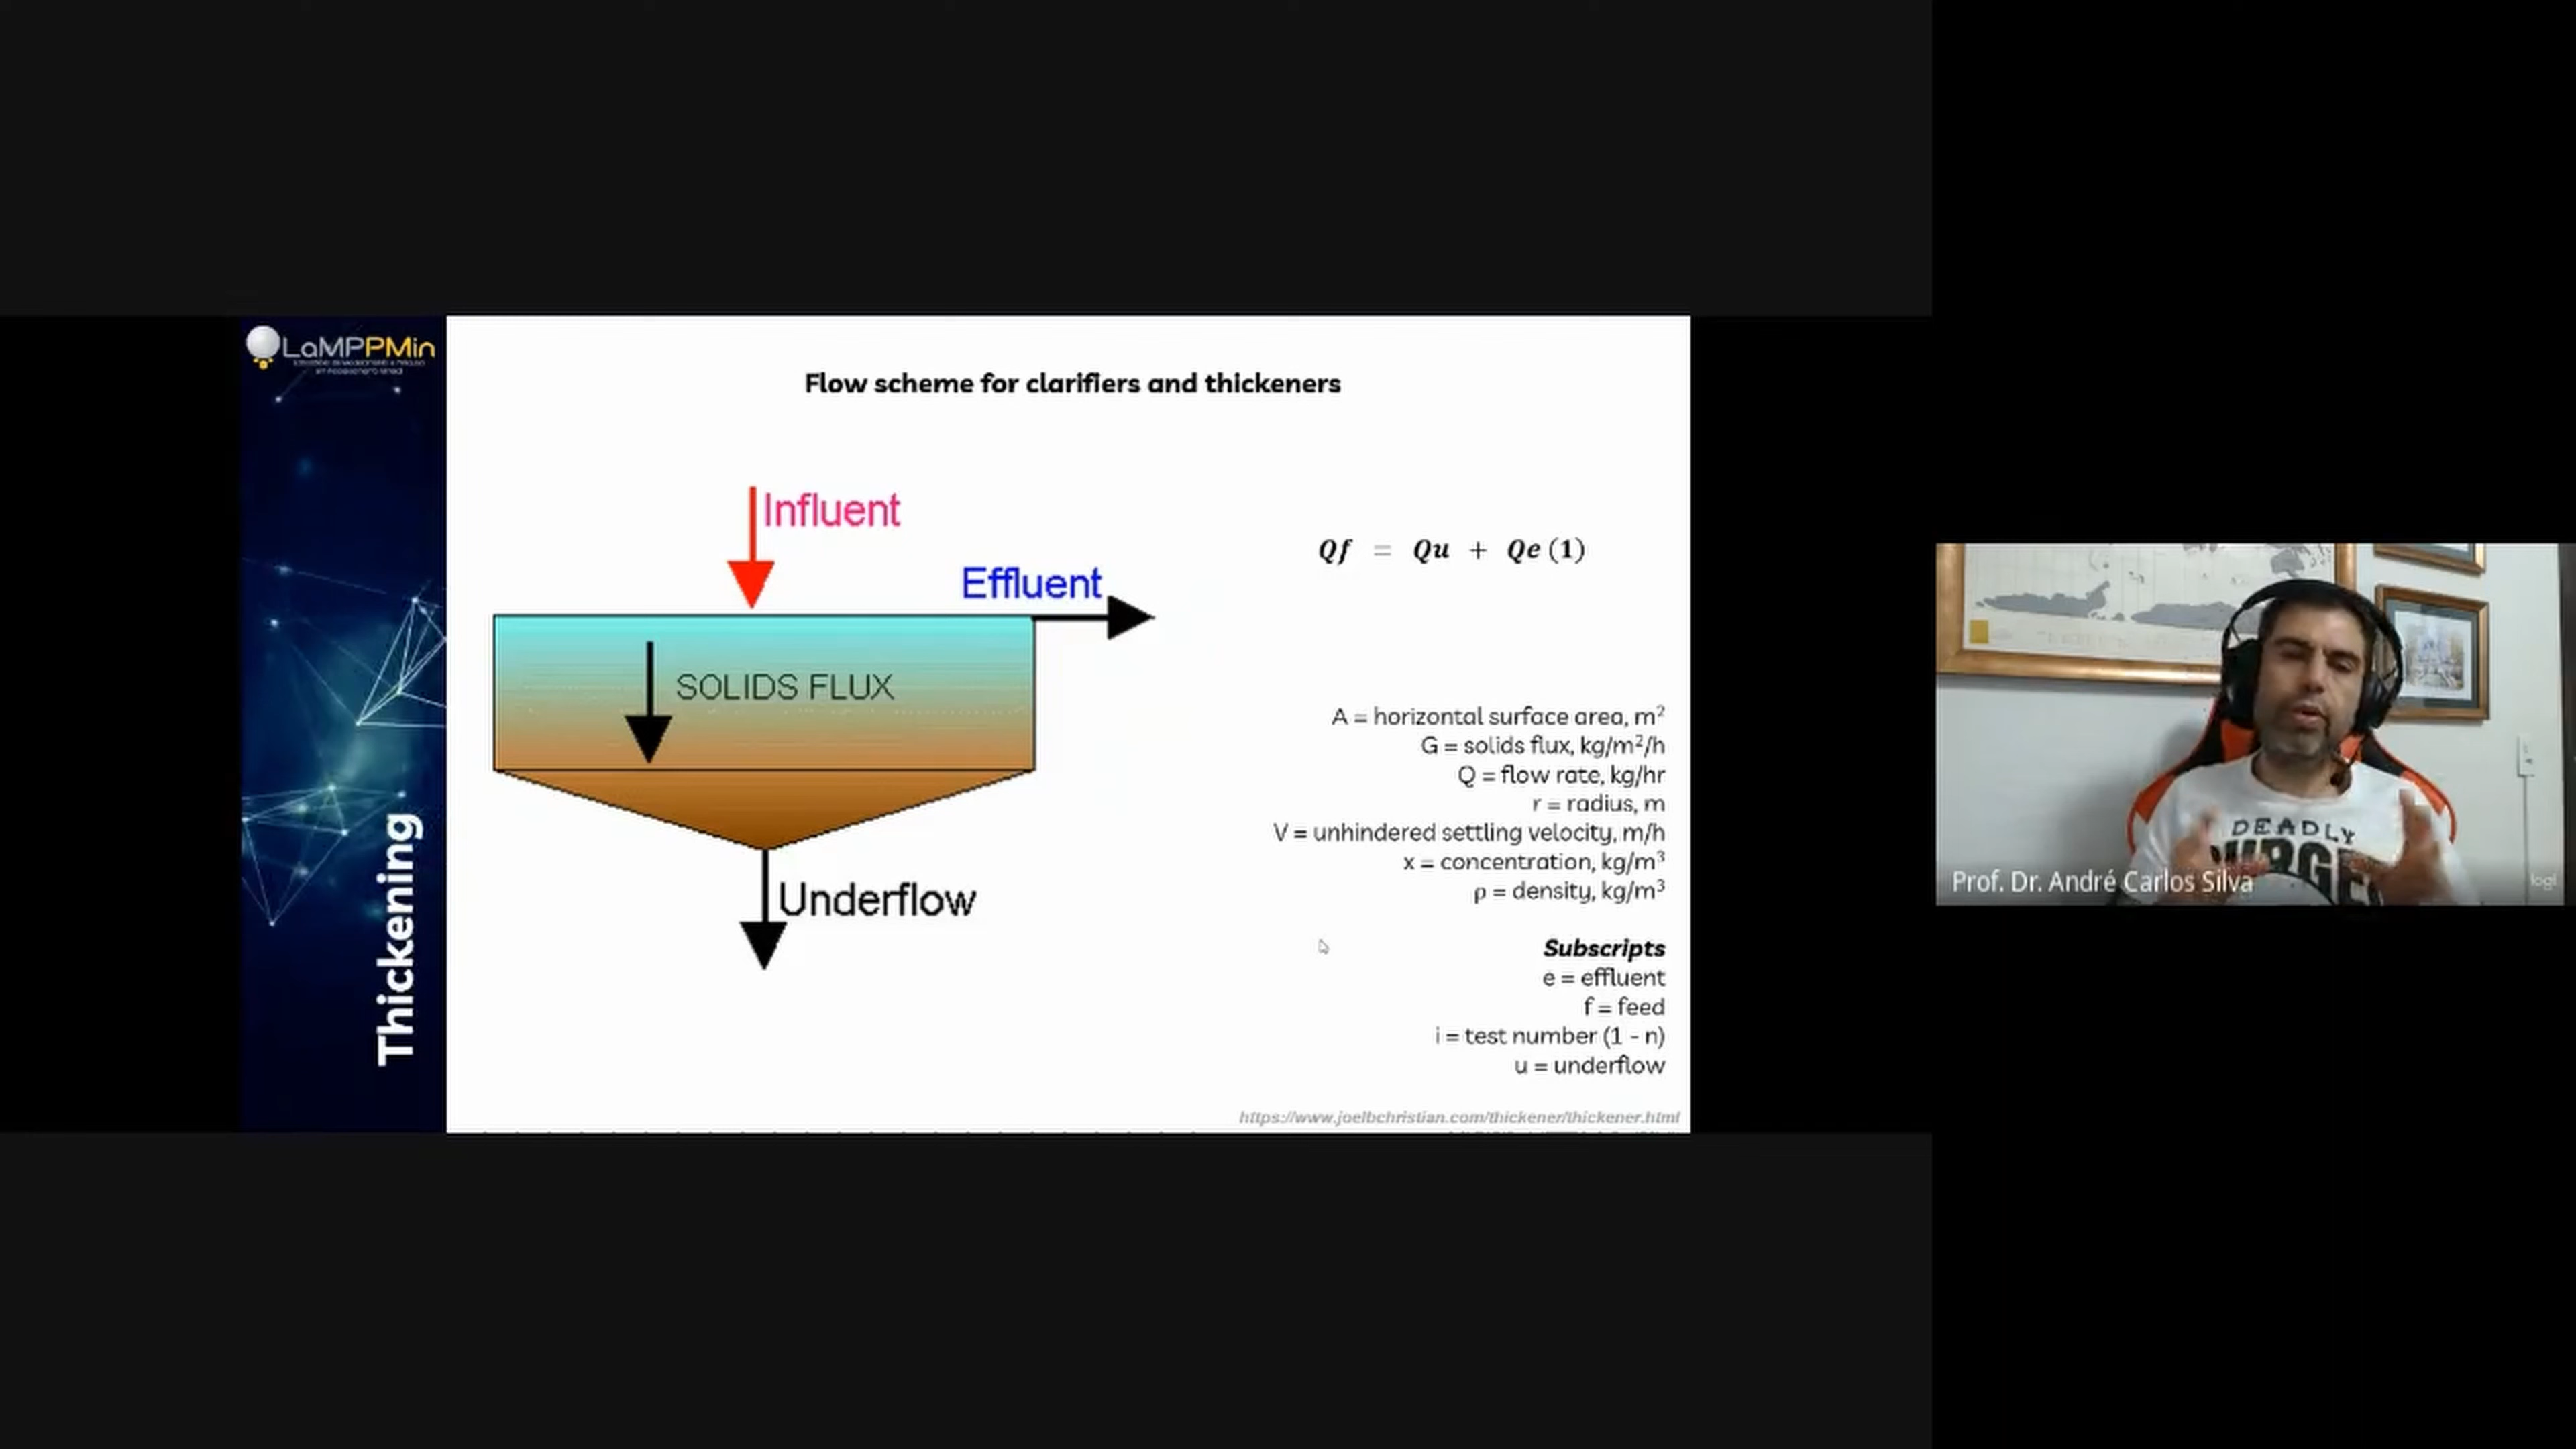 LaMPPMin
Thickening
Flow scheme for clarifiers and thickeners
Influent
Effluent
SOLIDS FLUX
Underflow
Qf = Qu + Qe (1)
A = horizontal surface area, m²
G = solids flux, kg/m²/h
Q = flow rate, kg/hr
r = radius, m
V = unhindered settling velocity, m/h
x = concentration, kg/m³
ρ = density, kg/m³
Subscripts
e = effluent
f = feed
i = test number (1 - n)
u = underflow
https://www.joelbchristian.com/thickener/thickener.html
DEADLY
Prof. Dr. André Carlos Silva
logi